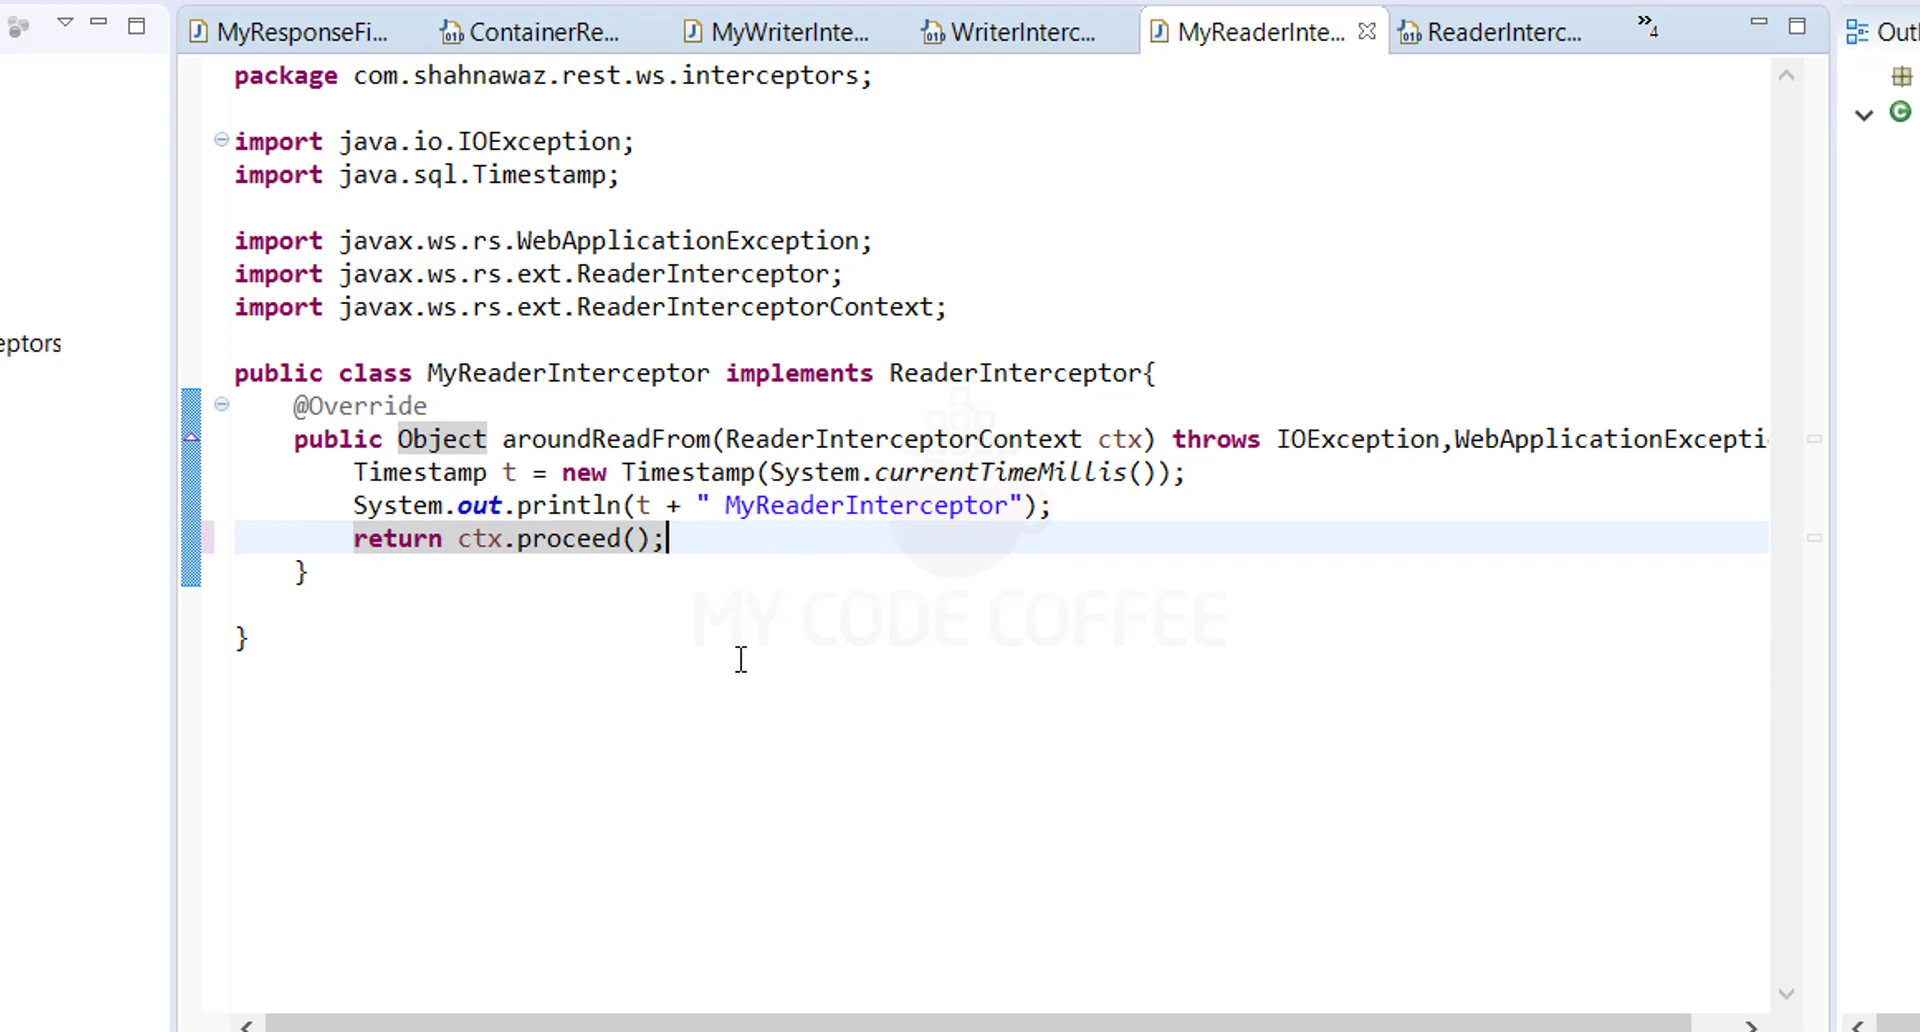 MyResponseFi... ContainerRe... MyWriterInte... WriterInterc... MyReaderInte... ReaderInterc... »4 Outl
package com.shahnawaz.rest.ws.interceptors;
import java.io.IOException;
import java.sql.Timestamp;
import javax.ws.rs.WebApplicationException;
import javax.ws.rs.ext.ReaderInterceptor;
import javax.ws.rs.ext.ReaderInterceptorContext;
eptors
public class MyReaderInterceptor implements ReaderInterceptor{
@Override
public Object aroundReadFrom(ReaderInterceptorContext ctx) throws IOException,WebApplicationExcepti
Timestamp t = new Timestamp(System.currentTimeMillis());
System.out.println(t + " MyReaderInterceptor");
return ctx.proceed();
}
MY CODE COFFEE
}